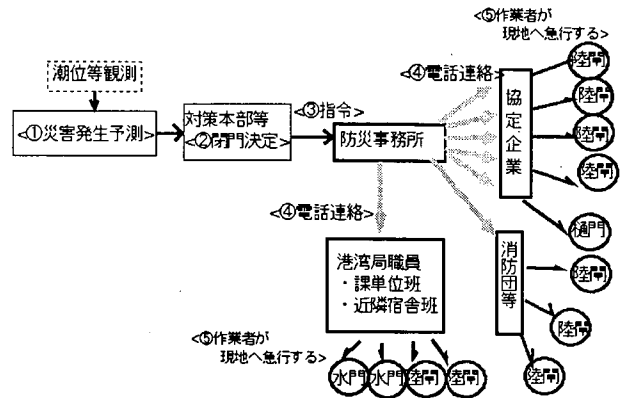 <⑤作業者が
現地へ急行する>
潮位等観測
<④電話連絡>
陸閘
陸閘
陸閘
陸閘
協定企業
<①災害発生予測>
対策本部等
<②閉門決定>
<③指令>
防災事務所
樋門
<④電話連絡>
消防団等
陸閘
陸閘
陸閘
港湾局職員
・課単位班
・近隣宿舎班
<⑤作業者が
現地へ急行する>
水門
水門
陸閘
陸閘